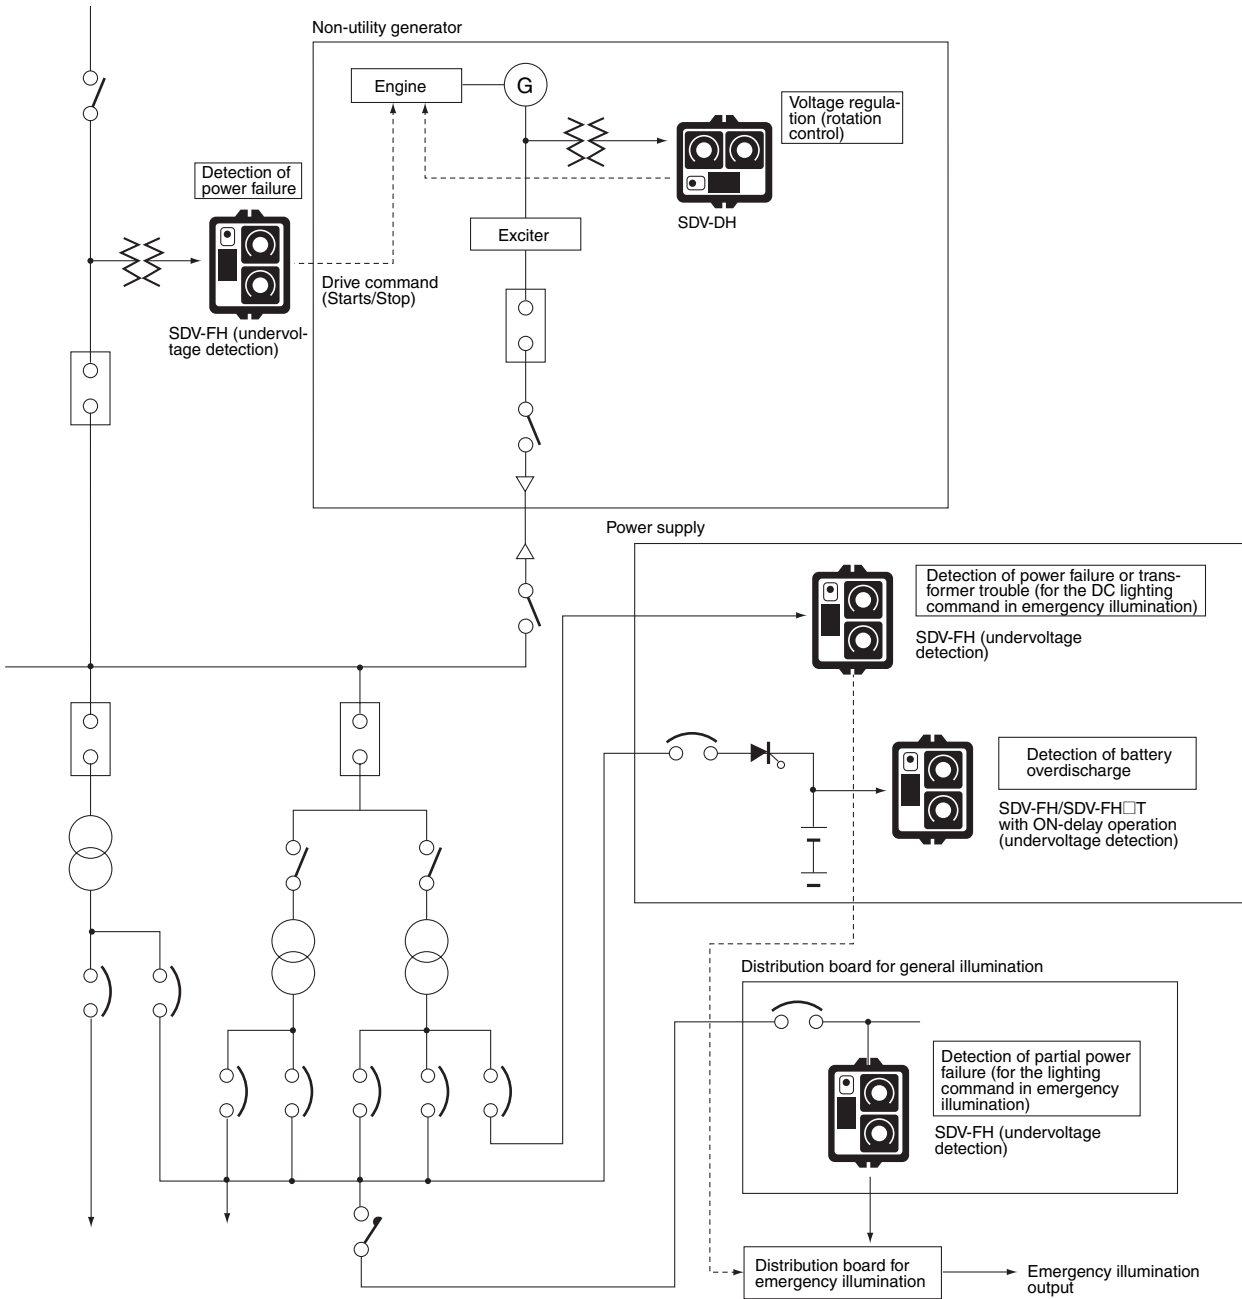 Non-utility generator
Engine
G
Voltage regula-
tion (rotation
control)
Detection of
power failure
SDV-DH
Exciter
Drive command
(Starts/Stop)
SDV-FH (undervol-
tage detection)
Power supply
Detection of power failure or trans-
former trouble (for the DC lighting
command in emergency illumination)
SDV-FH (undervoltage
detection)
Detection of battery
overdischarge
SDV-FH/SDV-FH□T
with ON-delay operation
(undervoltage detection)
Distribution board for general illumination
Detection of partial power
failure (for the lighting
command in emergency
illumination)
SDV-FH (undervoltage
detection)
Distribution board for
emergency illumination
Emergency illumination
output